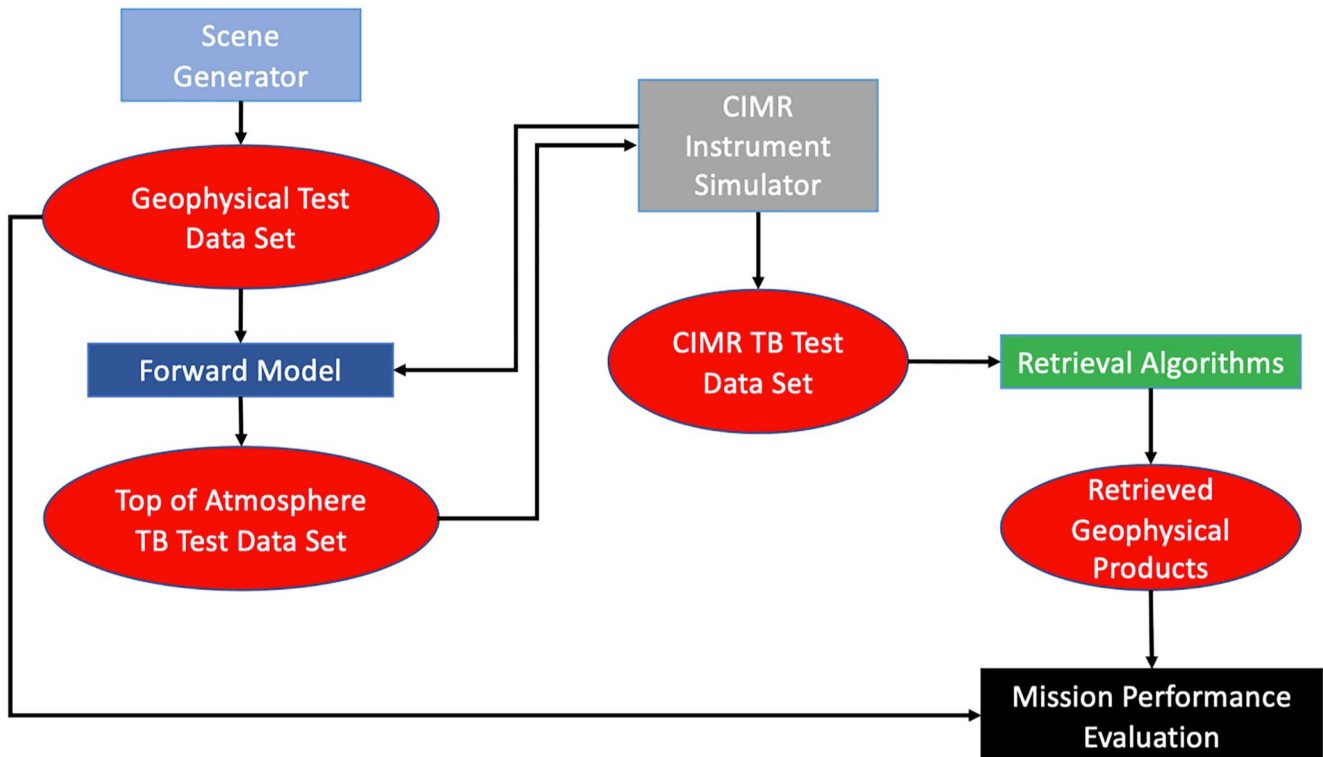 Scene
Generator
Geophysical Test
Data Set
Forward Model
Top of Atmosphere
TB Test Data Set
CIMR
Instrument
Simulator
CIMR TB Test
Data Set
Retrieval Algorithms
Retrieved
Geophysical
Products
Mission Performance
Evaluation